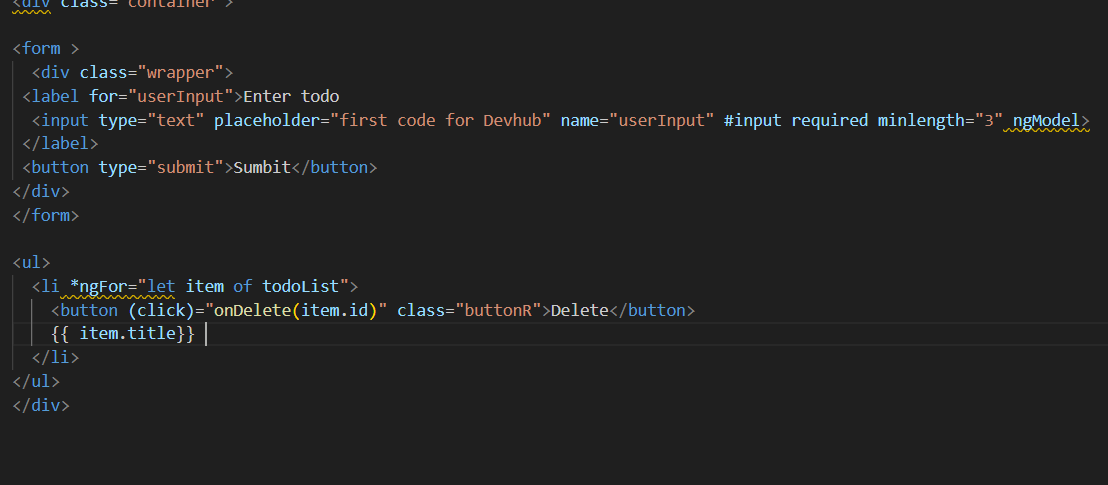 <div class="container">
<form >
<div class="wrapper">
<label for="userInput">Enter todo
<input type="text" placeholder="first code for Devhub" name="userInput" #input required minlength="3" ngModel>
</label>
<button type="submit">Sumbit</button>
</div>
</form>
<ul>
<li *ngFor="let item of todoList">
<button (click)="onDelete(item.id)" class="buttonR">Delete</button>
{{ item.title}}
</li>
</ul>
</div>